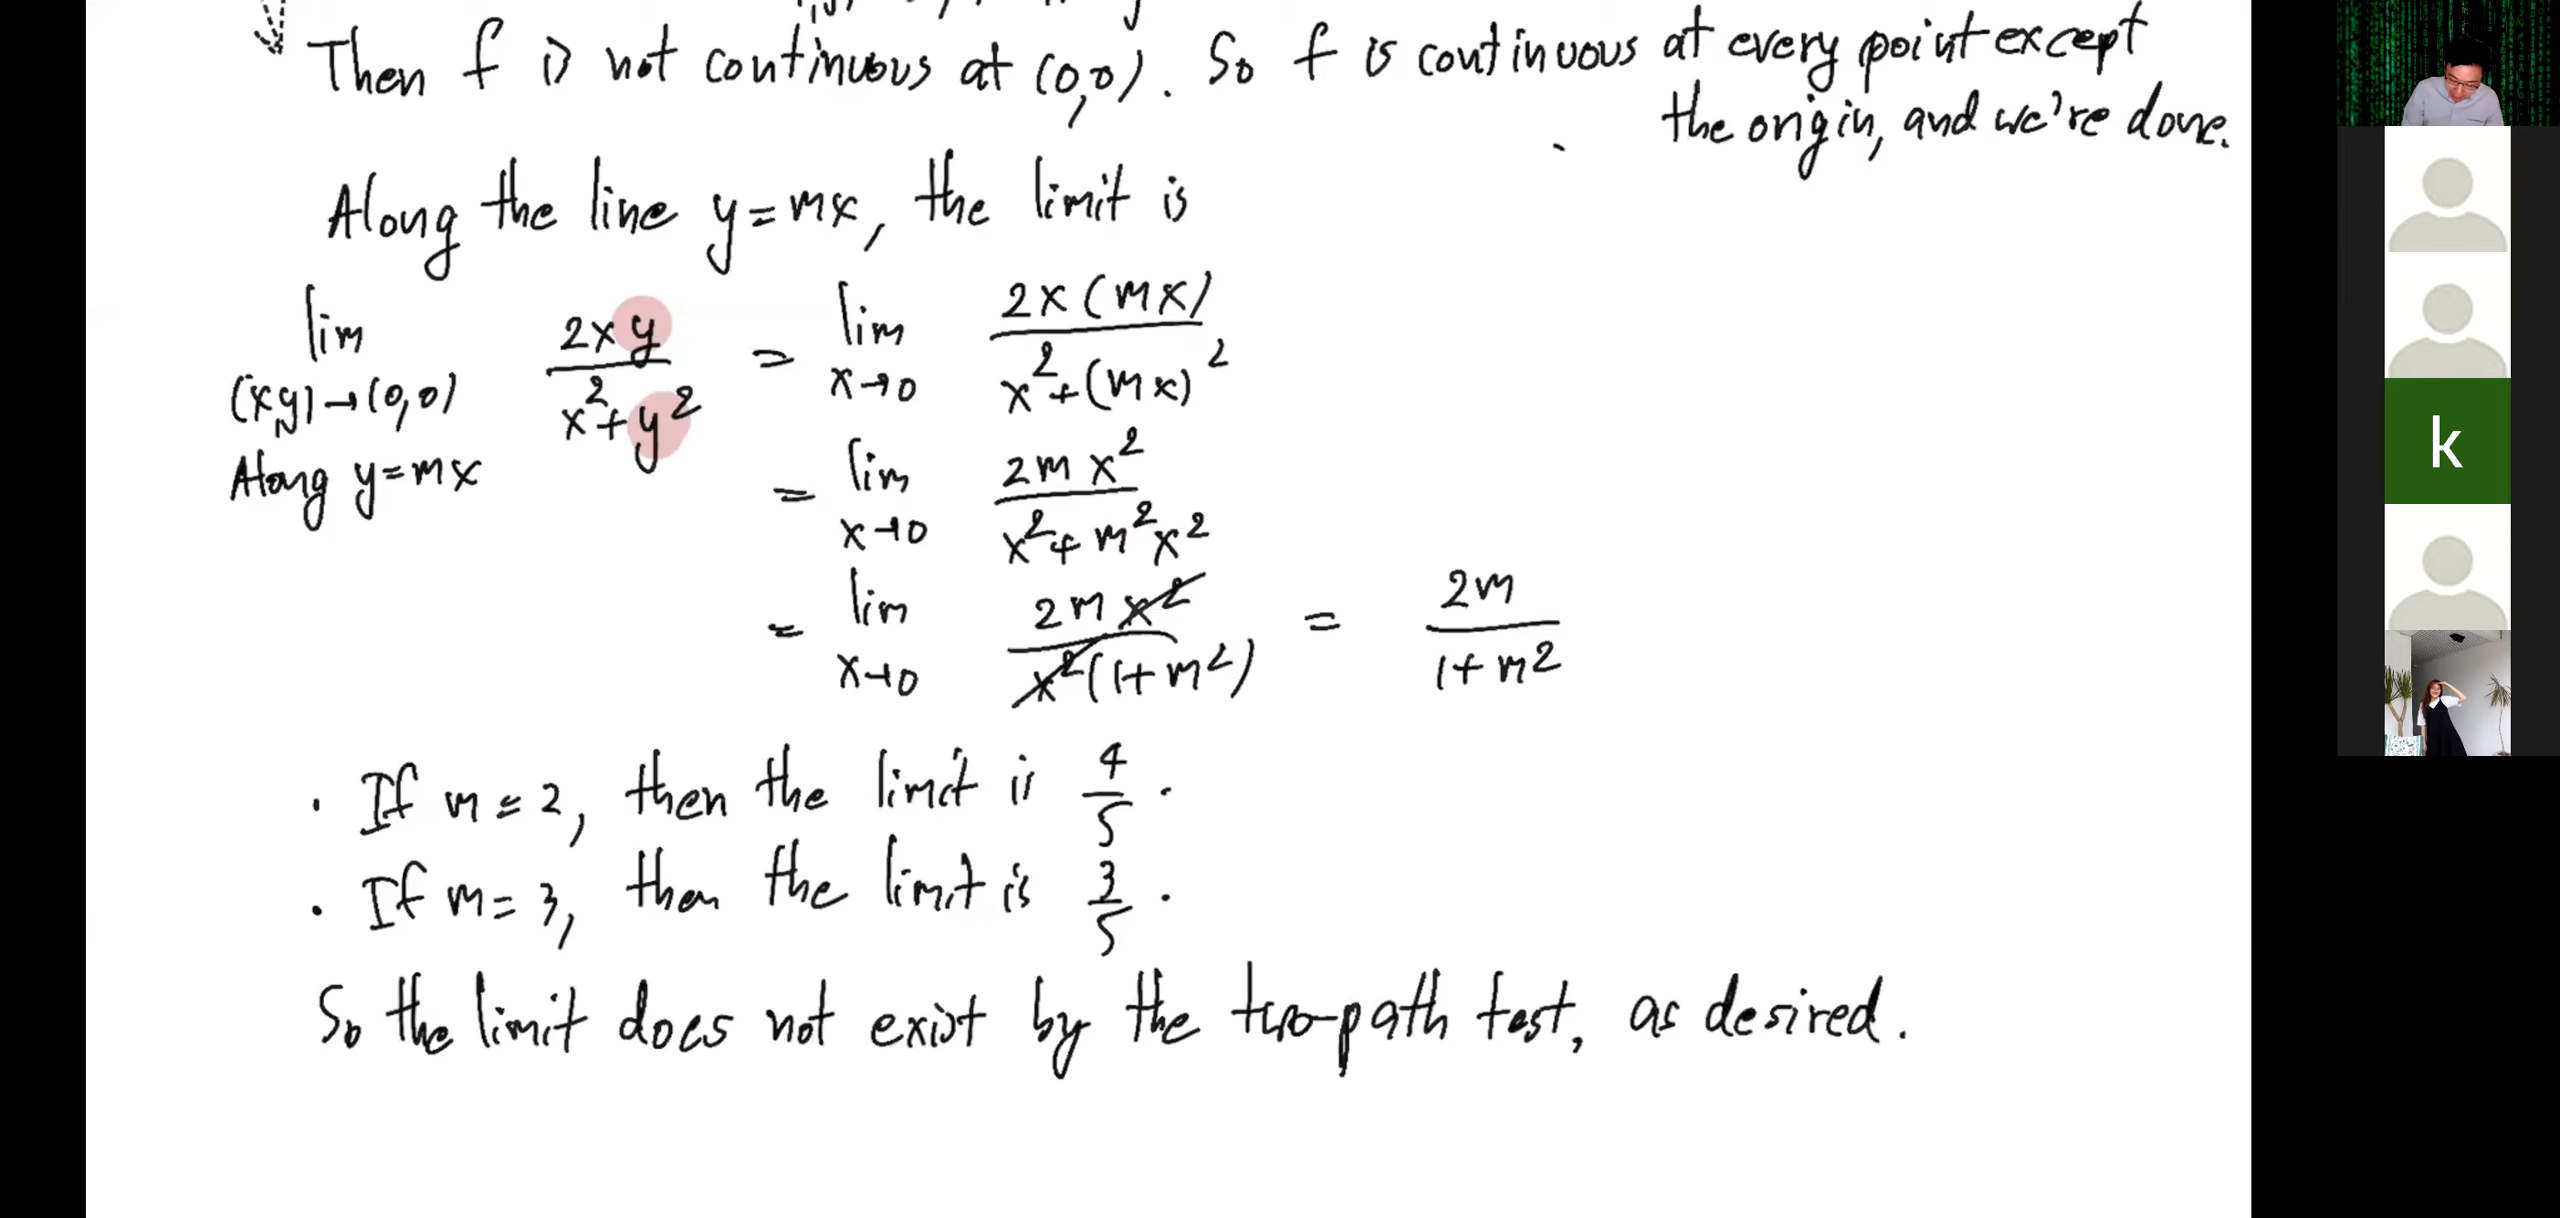 Then f is not continuous at (0,0). So f is continuous at every point except
the origin, and we're done.
Along the line y=mx, the limit is
lim 2xy = lim 2x(mx)
(x,y)→(0,0) x²+y² x→0 x²+(mx)²
Along y=mx
= lim 2mx²
x→0 x²+m²x²
= lim 2mx² = 2m
x→0 x²(1+m²) 1+m²
· If m=2, then the limit is 4/5.
· If m=3, then the limit is 3/5.
So the limit does not exist by the two-path test, as desired.
k